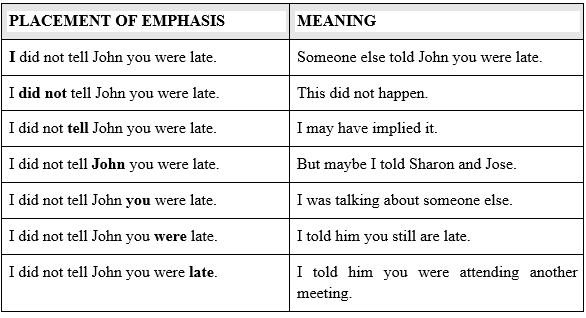 PLACEMENT OF EMPHASIS MEANING
I did not tell John you were late. Someone else told John you were late.
I did not tell John you were late. This did not happen.
I did not tell John you were late. I may have implied it.
I did not tell John you were late. But maybe I told Sharon and Jose.
I did not tell John you were late. I was talking about someone else.
I did not tell John you were late. I told him you still are late.
I did not tell John you were late. I told him you were attending another
meeting.